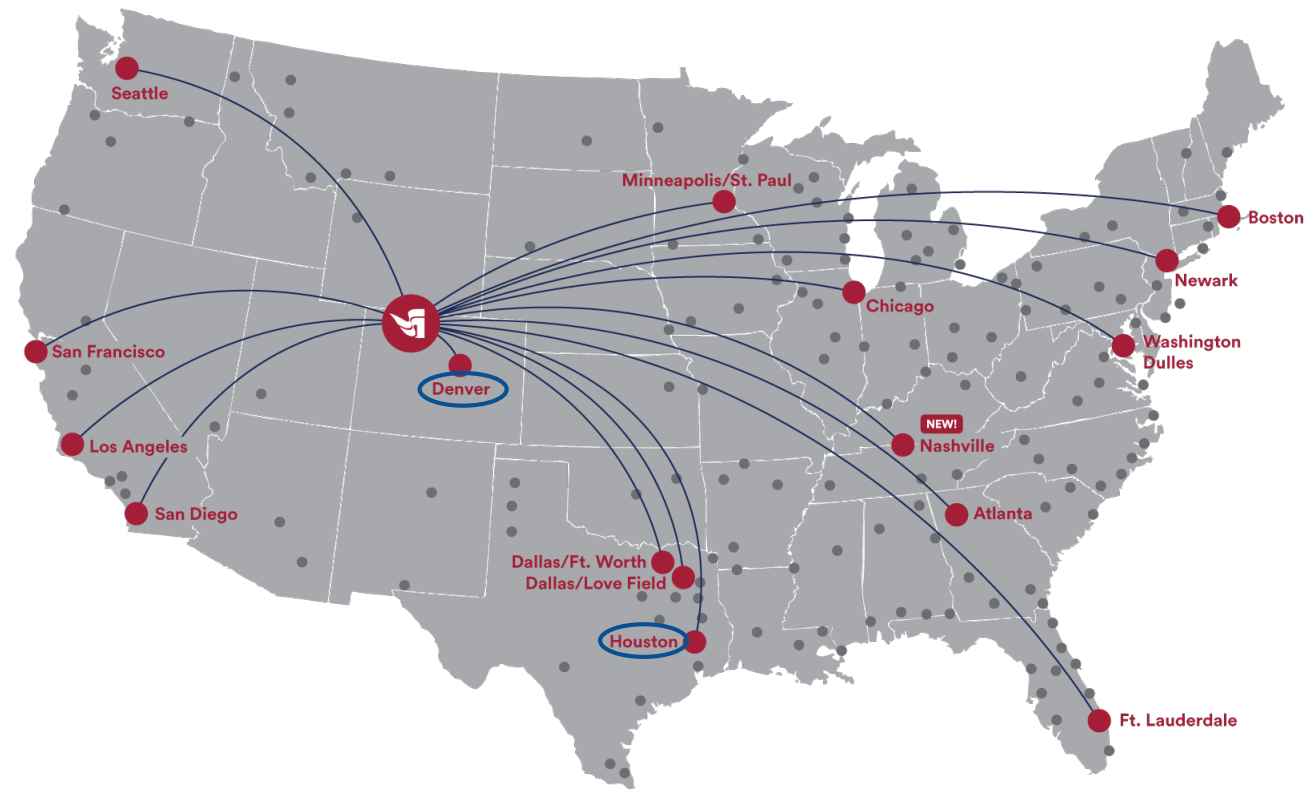 Seattle
Minneapolis/St. Paul
Boston
Newark
Chicago
Washington
Dulles
San Francisco
Denver
NEW!
Nashville
Los Angeles
San Diego
Atlanta
Dallas/Ft. Worth
Dallas/Love Field
Houston
Ft. Lauderdale